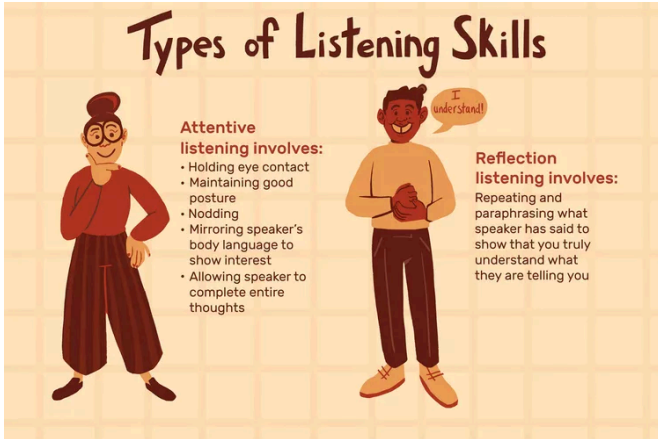 Types of Listening Skills
Attentive
listening involves:
• Holding eye contact
• Maintaining good
posture
• Nodding
• Mirroring speaker's
body language to
show interest
• Allowing speaker to
complete entire
thoughts
I
understand!
Reflection
listening involves:
Repeating and
paraphrasing what
speaker has said to
show that you truly
understand what
they are telling you